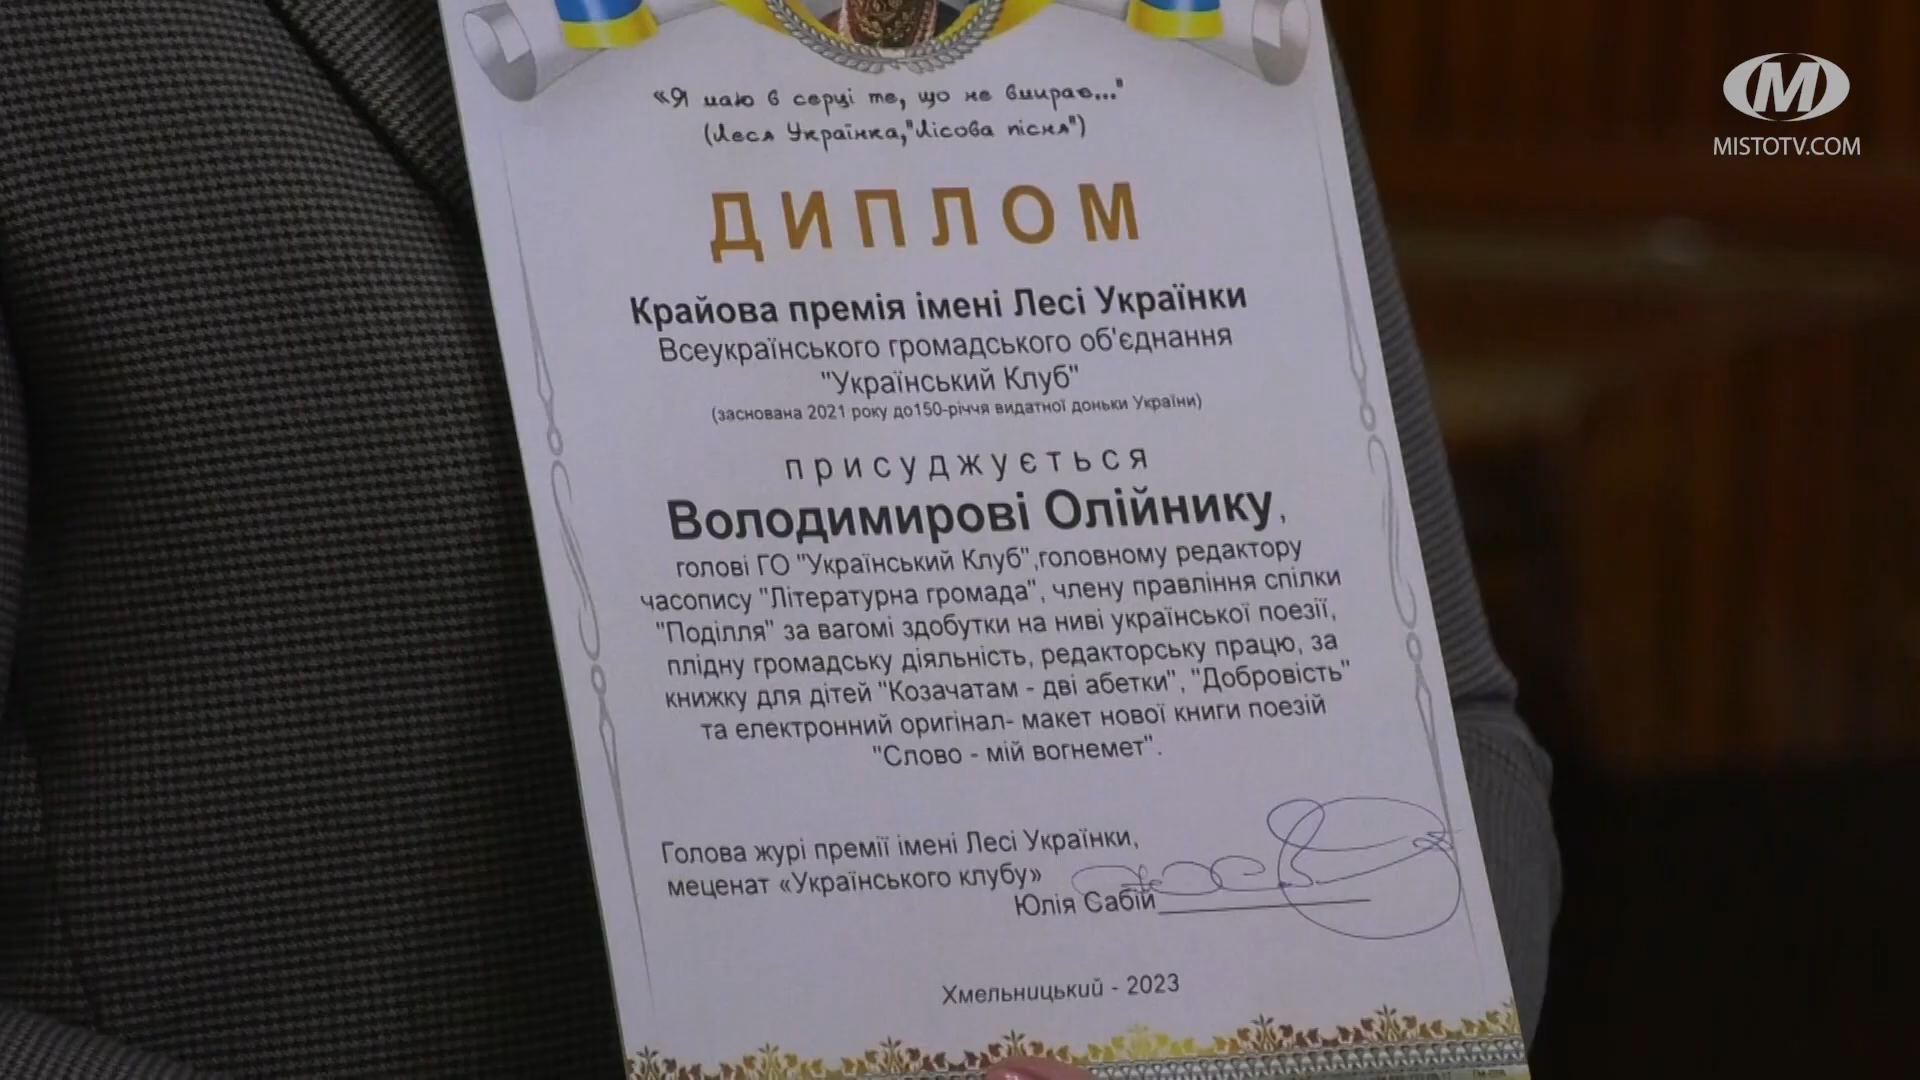 M
MISTOTV.COM
«Я маю в серці те, що не вмирає..."
(Леся Українка,"Лісова пісня")
ДИПЛОМ
Крайова премія імені Лесі Українки
Всеукраїнського громадського об'єднання
"Український Клуб"
(заснована 2021 року до150-річчя видатної доньки України)
присуджується
Володимирові Олійнику,
голові ГО "Український Клуб",головному редактору
часопису "Літературна громада", члену правління спілки
"Поділля" за вагомі здобутки на ниві української поезії,
плідну громадську діяльність, редакторську працю, за
книжку для дітей "Козачатам - дві абетки", "Добровість"
та електронний оригінал- макет нової книги поезій
"Слово - мій вогнемет".
Голова журі премії імені Лесі Українки,
меценат «Українського клубу»
Юлія Сабій
Хмельницький - 2023